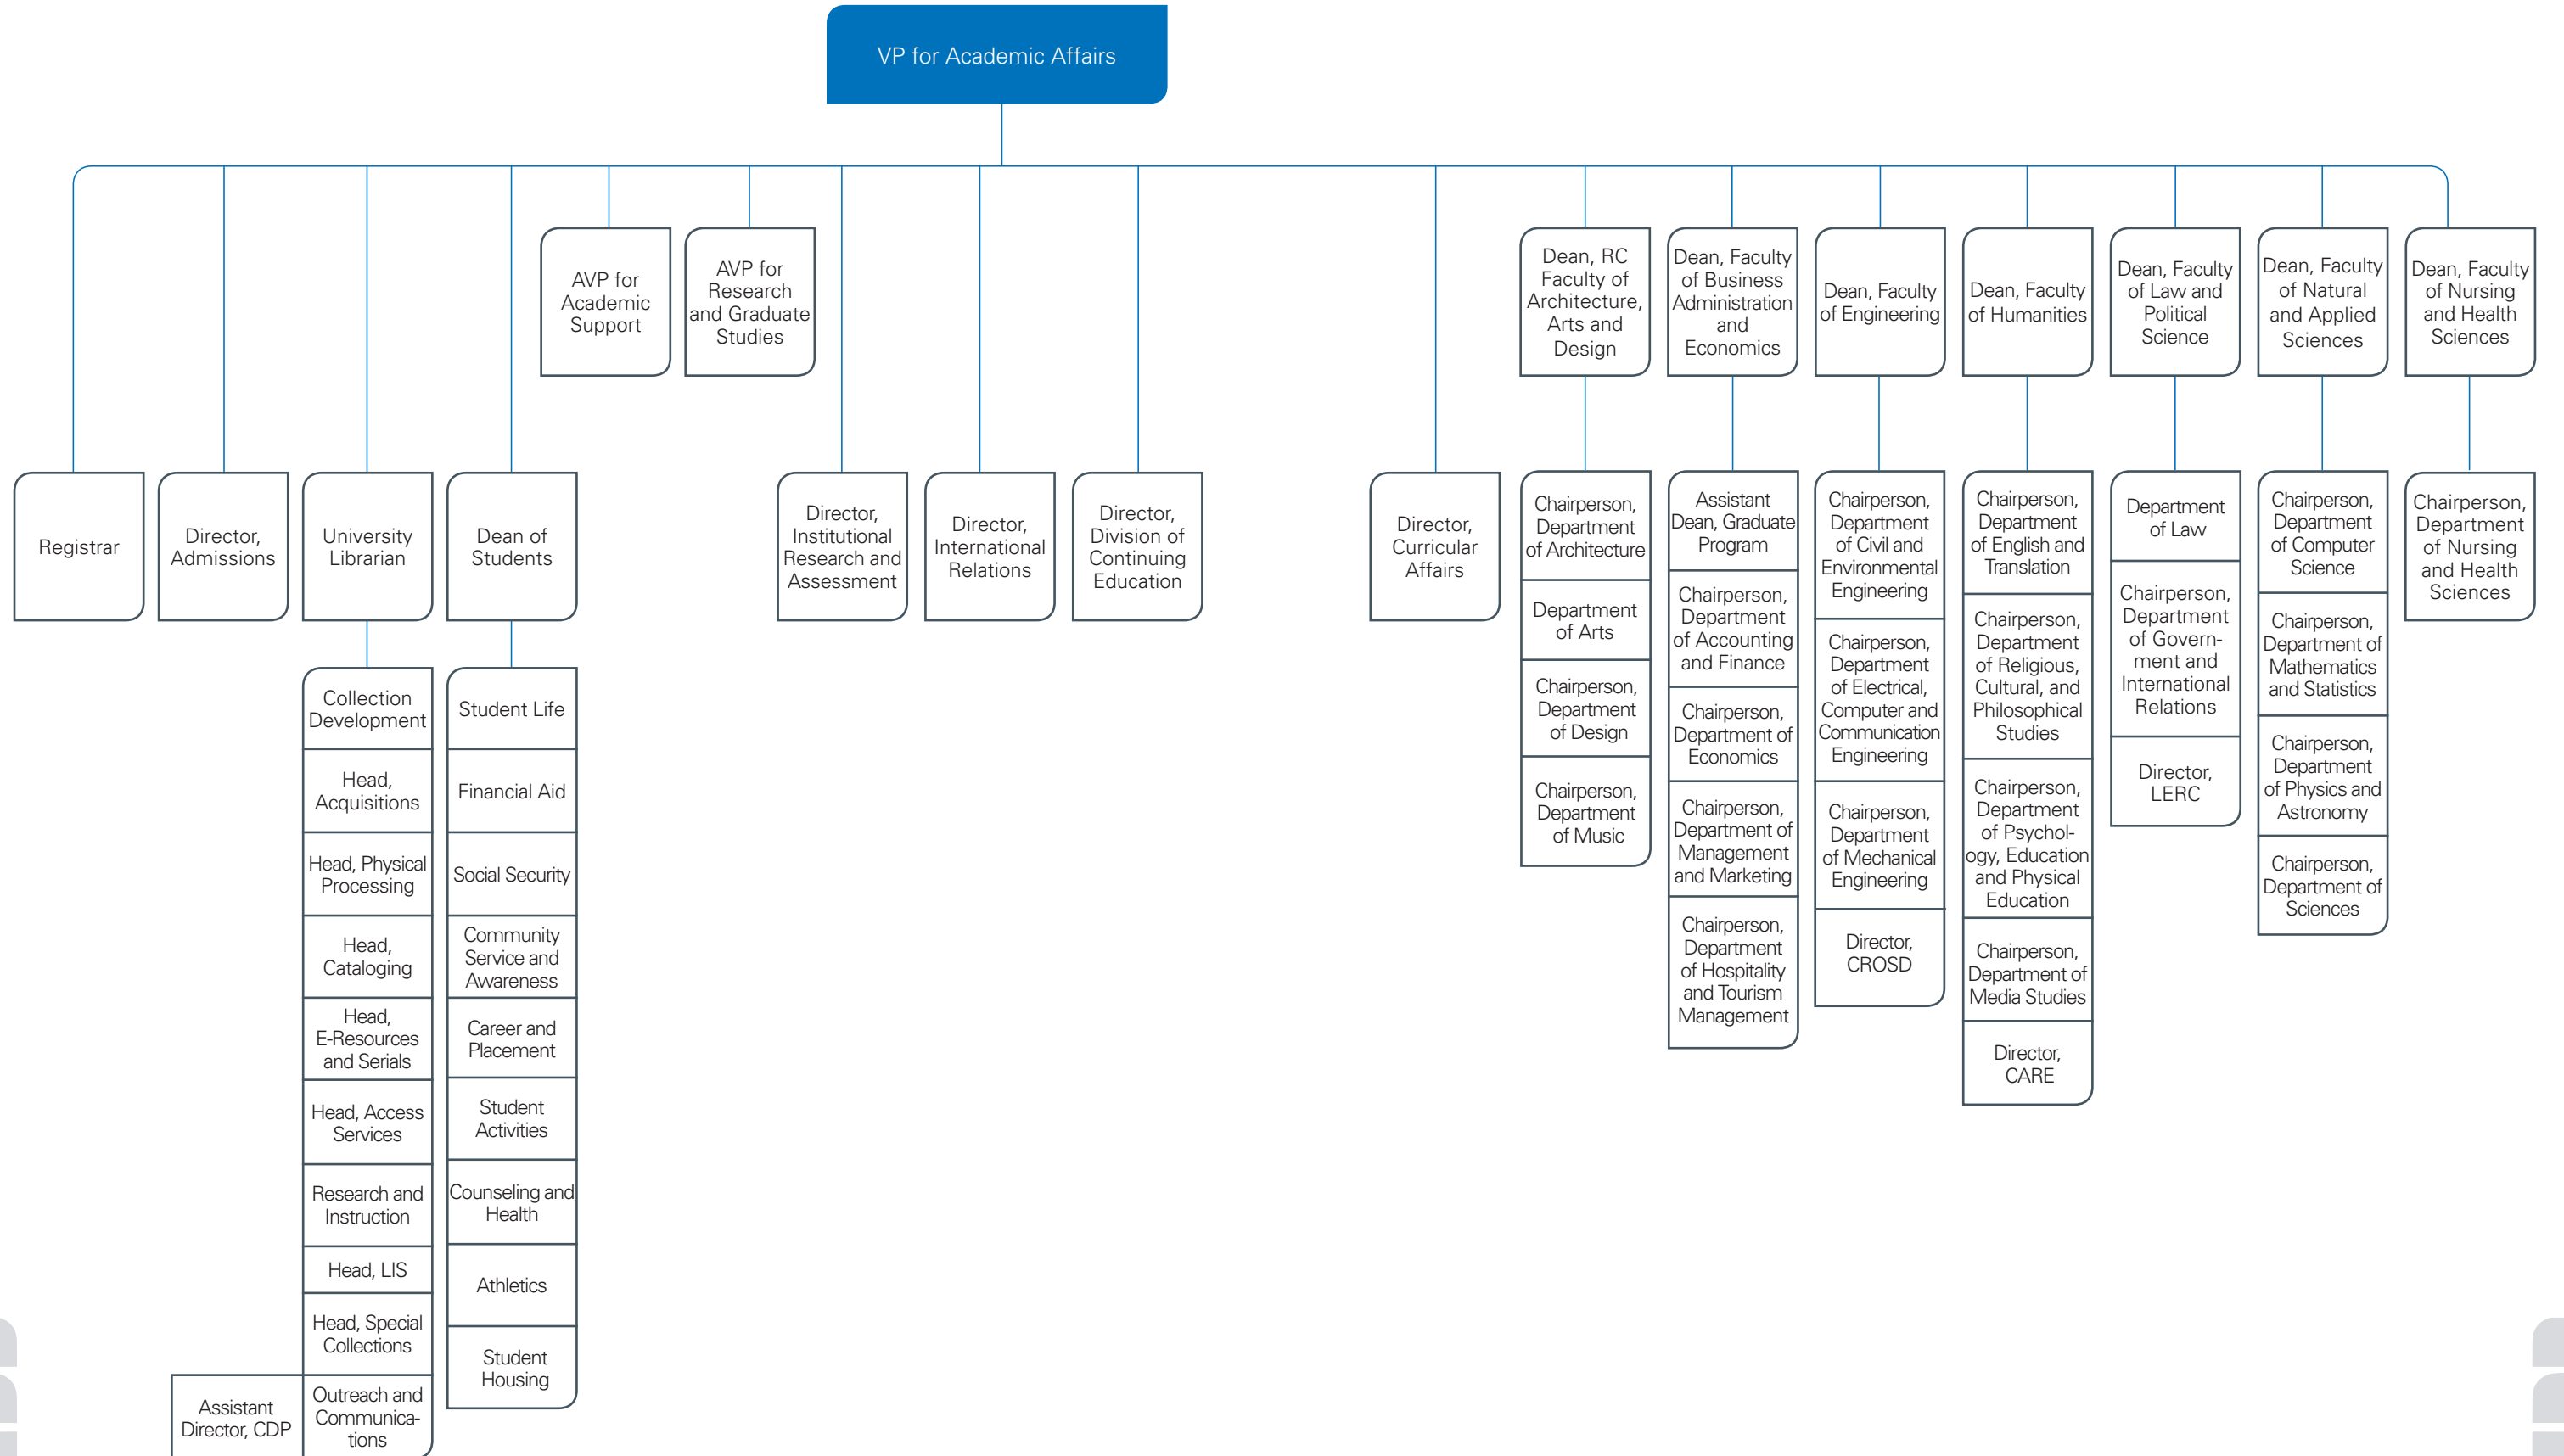 VP for Academic Affairs
AVP for
Academic
Support
AVP for
Research
and Graduate
Studies
Dean, RC
Faculty of
Architecture,
Arts and
Design
Dean, Faculty
of Business
Administration
and
Economics
Dean, Faculty
of Engineering
Dean, Faculty
of Humanities
Dean, Faculty
of Law and
Political
Science
Dean, Faculty
of Natural
and Applied
Sciences
Dean, Faculty
of Nursing
and Health
Sciences
Registrar
Director,
Admissions
University
Librarian
Dean of
Students
Director,
Institutional
Research and
Assessment
Director,
International
Relations
Director,
Division of
Continuing
Education
Director,
Curricular
Affairs
Collection
Development
Head,
Acquisitions
Head, Physical
Processing
Head,
Cataloging
Head,
E-Resources
and Serials
Head, Access
Services
Research and
Instruction
Head, LIS
Head, Special
Collections
Assistant
Director, CDP
Outreach and
Communica-
tions
Student Life
Financial Aid
Social Security
Community
Service and
Awareness
Career and
Placement
Student
Activities
Counseling and
Health
Athletics
Student
Housing
Chairperson,
Department
of Architecture
Department
of Arts
Chairperson,
Department
of Design
Chairperson,
Department
of Music
Assistant
Dean, Graduate
Program
Chairperson,
Department
of Accounting
and Finance
Chairperson,
Department of
Economics
Chairperson,
Department of
Management
and Marketing
Chairperson,
Department
of Hospitality
and Tourism
Management
Chairperson,
Department
of Civil and
Environmental
Engineering
Chairperson,
Department
of Electrical,
Computer and
Communication
Engineering
Chairperson,
Department
of Mechanical
Engineering
Director,
CROSD
Chairperson,
Department
of English and
Translation
Chairperson,
Department
of Religious,
Cultural, and
Philosophical
Studies
Chairperson,
Department
of Psychol-
ogy, Education
and Physical
Education
Chairperson,
Department of
Media Studies
Director,
CARE
Department
of Law
Chairperson,
Department
of Govern-
ment and
International
Relations
Director,
LERC
Chairperson,
Department
of Computer
Science
Chairperson,
Department of
Mathematics
and Statistics
Chairperson,
Department
of Physics and
Astronomy
Chairperson,
Department of
Sciences
Chairperson,
Department
of Nursing
and Health
Sciences